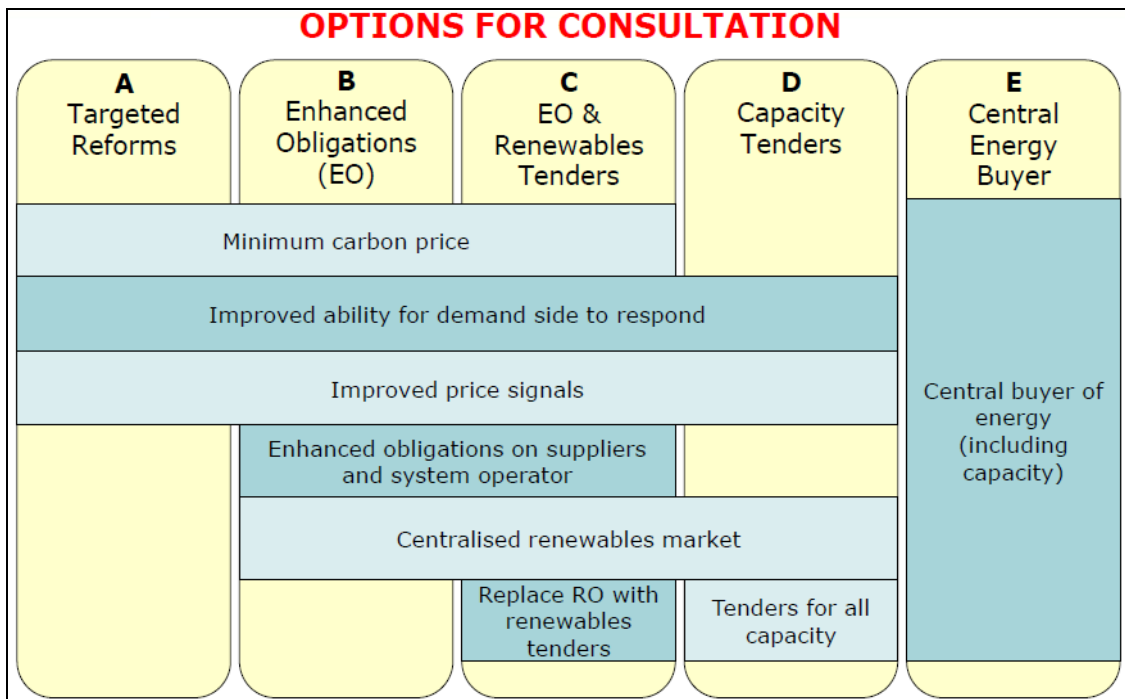 OPTIONS FOR CONSULTATION
A
Targeted
Reforms
B
Enhanced
Obligations
(EO)
C
EO &
Renewables
Tenders
D
Capacity
Tenders
E
Central
Energy
Buyer
Minimum carbon price
Improved ability for demand side to respond
Improved price signals
Enhanced obligations on suppliers
and system operator
Centralised renewables market
Replace RO with
renewables
tenders
Tenders for all
capacity
Central buyer of
energy
(including
capacity)